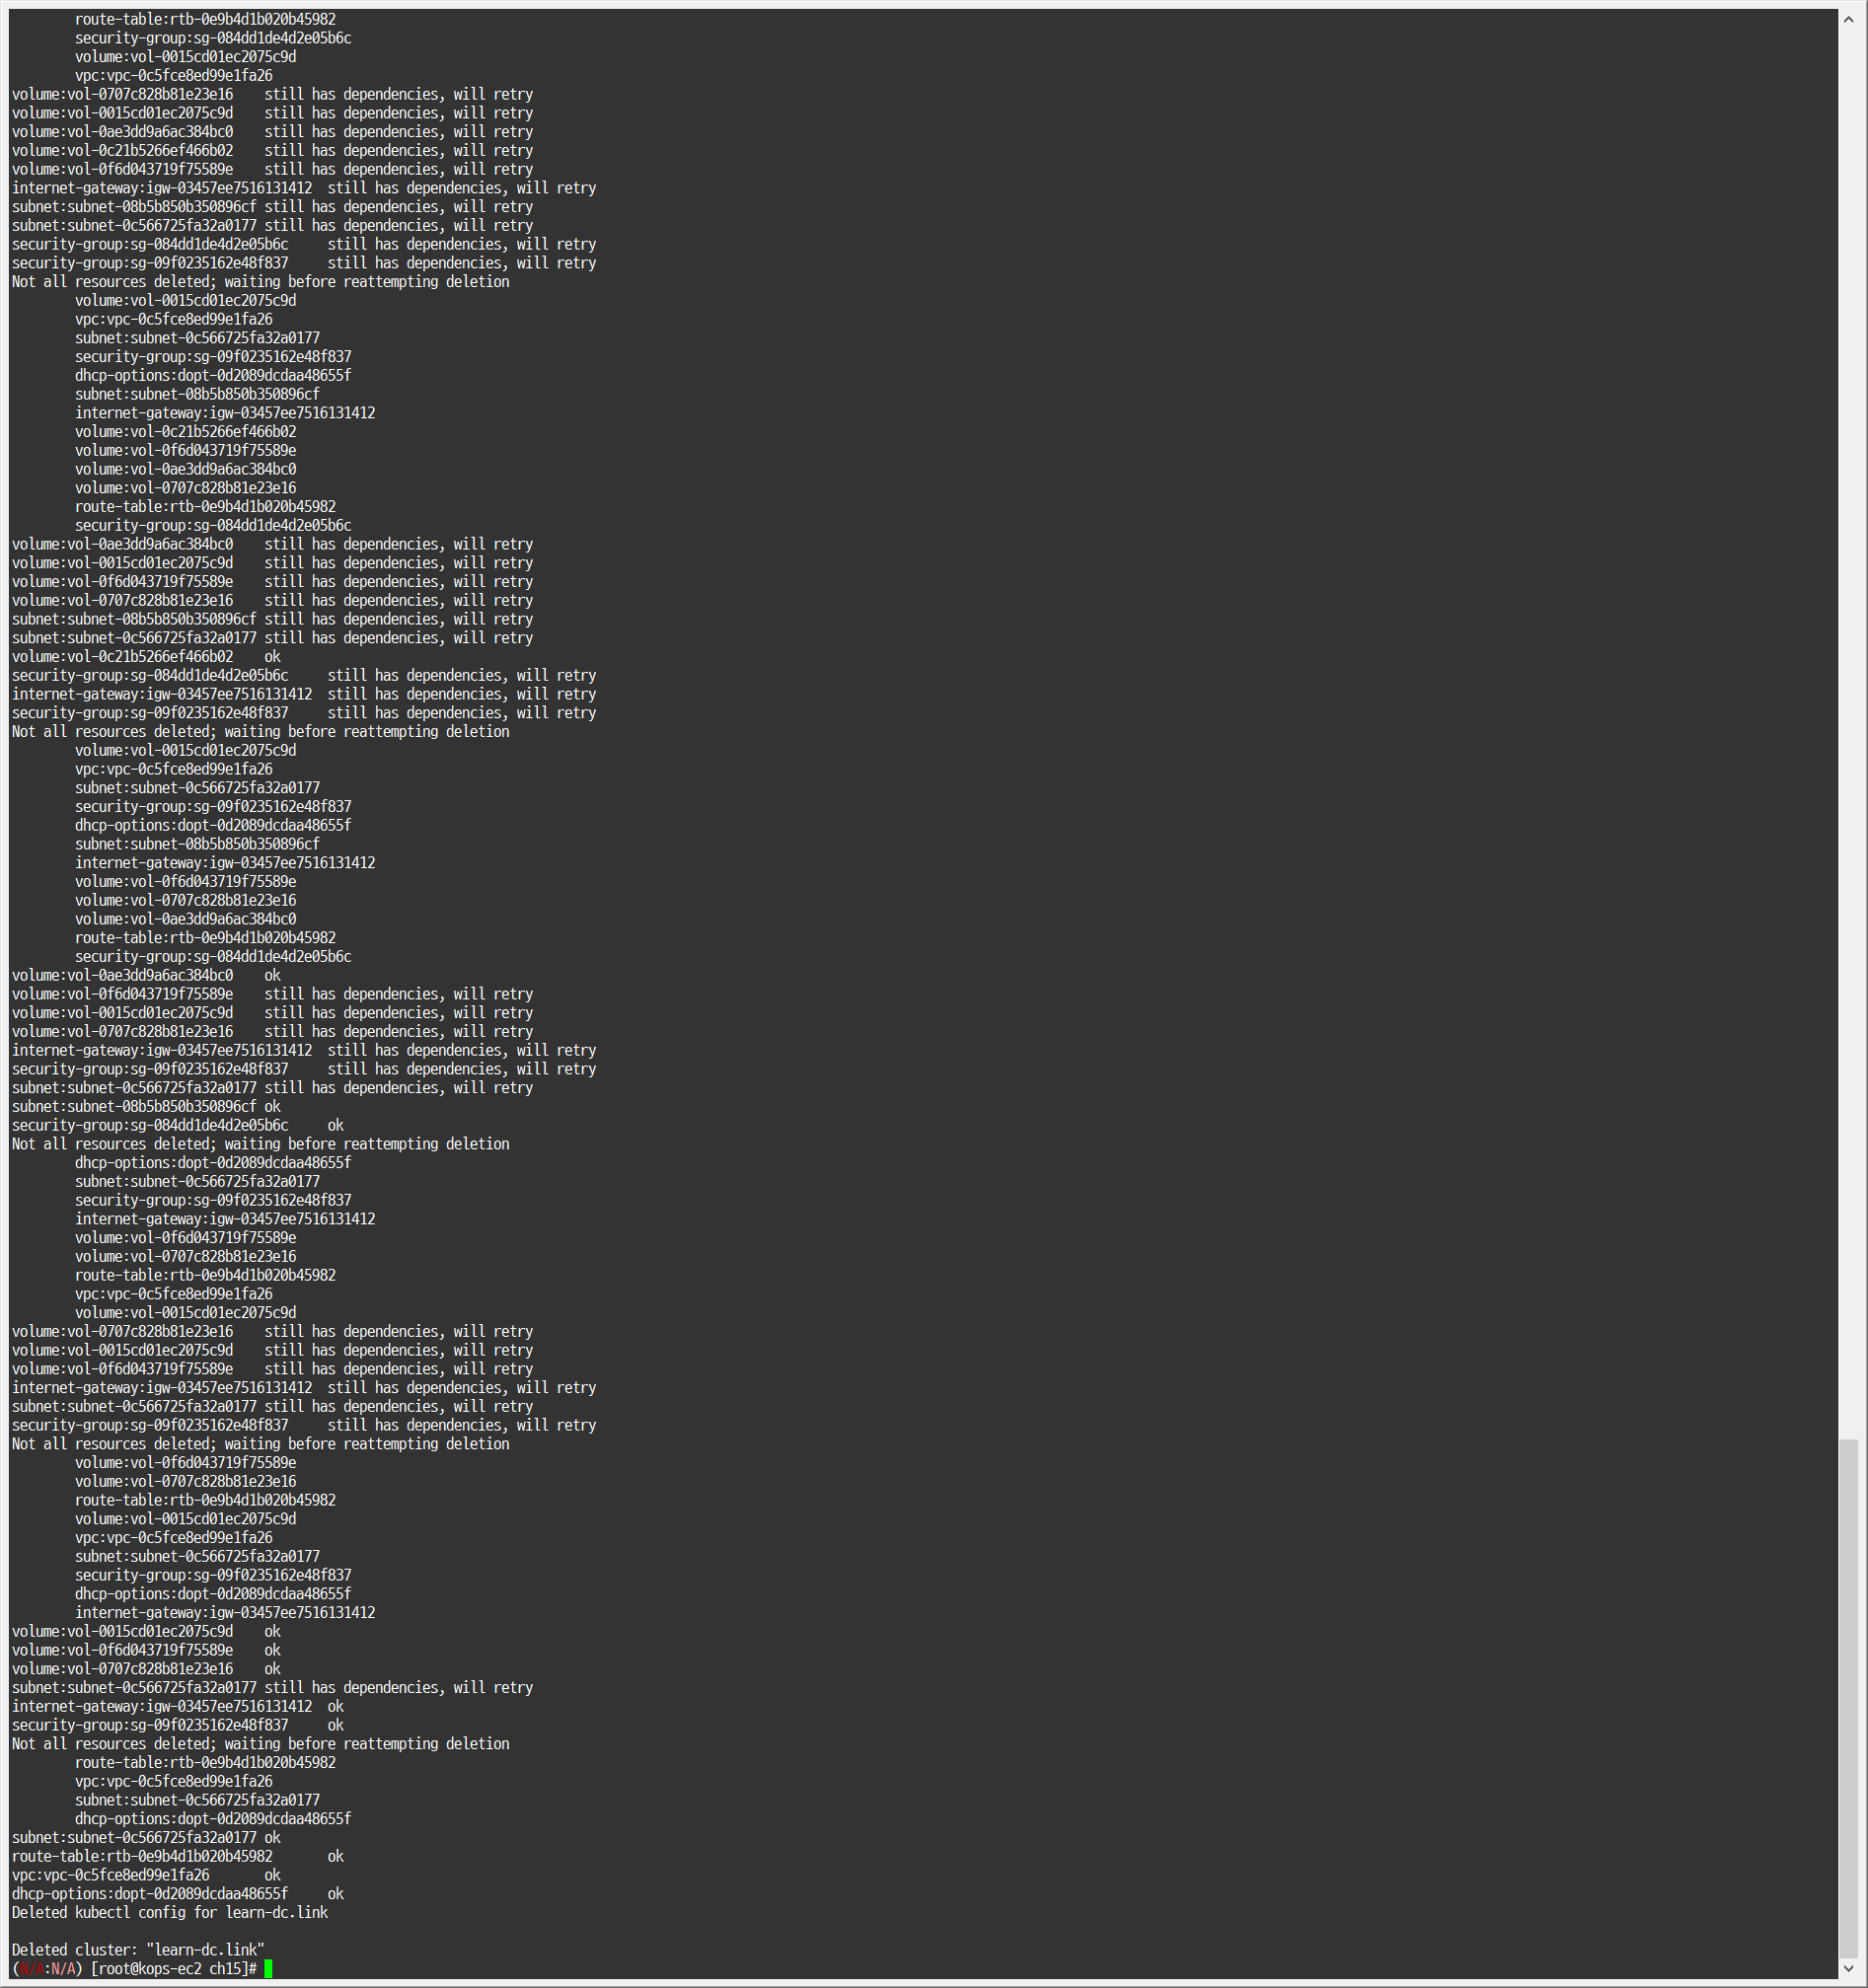 route-table:rtb-0e9b4d1b020b45982
security-group:sg-084dd1de4d2e05b6c
volume:vol-0015cd01ec2075c9d
vpc:vpc-0c5fce8ed99e1fa26
volume:vol-0707c828b81e23e16 still has dependencies, will retry
volume:vol-0015cd01ec2075c9d still has dependencies, will retry
volume:vol-0ae3dd9a6ac384bc0 still has dependencies, will retry
volume:vol-0c21b5266ef466b02 still has dependencies, will retry
volume:vol-0f6d043719f75589e still has dependencies, will retry
internet-gateway:igw-03457ee7516131412 still has dependencies, will retry
subnet:subnet-08b5b850b350896cf still has dependencies, will retry
subnet:subnet-0c566725fa32a0177 still has dependencies, will retry
security-group:sg-084dd1de4d2e05b6c still has dependencies, will retry
security-group:sg-09f0235162e48f837 still has dependencies, will retry
Not all resources deleted; waiting before reattempting deletion
volume:vol-0015cd01ec2075c9d
vpc:vpc-0c5fce8ed99e1fa26
subnet:subnet-0c566725fa32a0177
security-group:sg-09f0235162e48f837
dhcp-options:dopt-0d2089dcdaa48655f
subnet:subnet-08b5b850b350896cf
internet-gateway:igw-03457ee7516131412
volume:vol-0c21b5266ef466b02
volume:vol-0f6d043719f75589e
volume:vol-0ae3dd9a6ac384bc0
volume:vol-0707c828b81e23e16
route-table:rtb-0e9b4d1b020b45982
security-group:sg-084dd1de4d2e05b6c
volume:vol-0ae3dd9a6ac384bc0 still has dependencies, will retry
volume:vol-0015cd01ec2075c9d still has dependencies, will retry
volume:vol-0f6d043719f75589e still has dependencies, will retry
volume:vol-0707c828b81e23e16 still has dependencies, will retry
subnet:subnet-08b5b850b350896cf still has dependencies, will retry
subnet:subnet-0c566725fa32a0177 still has dependencies, will retry
volume:vol-0c21b5266ef466b02 ok
security-group:sg-084dd1de4d2e05b6c still has dependencies, will retry
internet-gateway:igw-03457ee7516131412 still has dependencies, will retry
security-group:sg-09f0235162e48f837 still has dependencies, will retry
Not all resources deleted; waiting before reattempting deletion
volume:vol-0015cd01ec2075c9d
vpc:vpc-0c5fce8ed99e1fa26
subnet:subnet-0c566725fa32a0177
security-group:sg-09f0235162e48f837
dhcp-options:dopt-0d2089dcdaa48655f
subnet:subnet-08b5b850b350896cf
internet-gateway:igw-03457ee7516131412
volume:vol-0f6d043719f75589e
volume:vol-0707c828b81e23e16
volume:vol-0ae3dd9a6ac384bc0
route-table:rtb-0e9b4d1b020b45982
security-group:sg-084dd1de4d2e05b6c
volume:vol-0ae3dd9a6ac384bc0 ok
volume:vol-0f6d043719f75589e still has dependencies, will retry
volume:vol-0015cd01ec2075c9d still has dependencies, will retry
volume:vol-0707c828b81e23e16 still has dependencies, will retry
internet-gateway:igw-03457ee7516131412 still has dependencies, will retry
security-group:sg-09f0235162e48f837 still has dependencies, will retry
subnet:subnet-0c566725fa32a0177 still has dependencies, will retry
subnet:subnet-08b5b850b350896cf ok
security-group:sg-084dd1de4d2e05b6c ok
Not all resources deleted; waiting before reattempting deletion
dhcp-options:dopt-0d2089dcdaa48655f
subnet:subnet-0c566725fa32a0177
security-group:sg-09f0235162e48f837
internet-gateway:igw-03457ee7516131412
volume:vol-0f6d043719f75589e
volume:vol-0707c828b81e23e16
route-table:rtb-0e9b4d1b020b45982
vpc:vpc-0c5fce8ed99e1fa26
volume:vol-0015cd01ec2075c9d
volume:vol-0707c828b81e23e16 still has dependencies, will retry
volume:vol-0015cd01ec2075c9d still has dependencies, will retry
volume:vol-0f6d043719f75589e still has dependencies, will retry
internet-gateway:igw-03457ee7516131412 still has dependencies, will retry
subnet:subnet-0c566725fa32a0177 still has dependencies, will retry
security-group:sg-09f0235162e48f837 still has dependencies, will retry
Not all resources deleted; waiting before reattempting deletion
volume:vol-0f6d043719f75589e
volume:vol-0707c828b81e23e16
route-table:rtb-0e9b4d1b020b45982
volume:vol-0015cd01ec2075c9d
vpc:vpc-0c5fce8ed99e1fa26
subnet:subnet-0c566725fa32a0177
security-group:sg-09f0235162e48f837
dhcp-options:dopt-0d2089dcdaa48655f
internet-gateway:igw-03457ee7516131412
volume:vol-0015cd01ec2075c9d ok
volume:vol-0f6d043719f75589e ok
volume:vol-0707c828b81e23e16 ok
subnet:subnet-0c566725fa32a0177 still has dependencies, will retry
internet-gateway:igw-03457ee7516131412 ok
security-group:sg-09f0235162e48f837 ok
Not all resources deleted; waiting before reattempting deletion
route-table:rtb-0e9b4d1b020b45982
vpc:vpc-0c5fce8ed99e1fa26
subnet:subnet-0c566725fa32a0177
dhcp-options:dopt-0d2089dcdaa48655f
subnet:subnet-0c566725fa32a0177 ok
route-table:rtb-0e9b4d1b020b45982 ok
vpc:vpc-0c5fce8ed99e1fa26 ok
dhcp-options:dopt-0d2089dcdaa48655f ok
Deleted kubectl config for learn-dc.link
Deleted cluster: "learn-dc.link"
(N/A:N/A) [root@kops-ec2 ch15]#